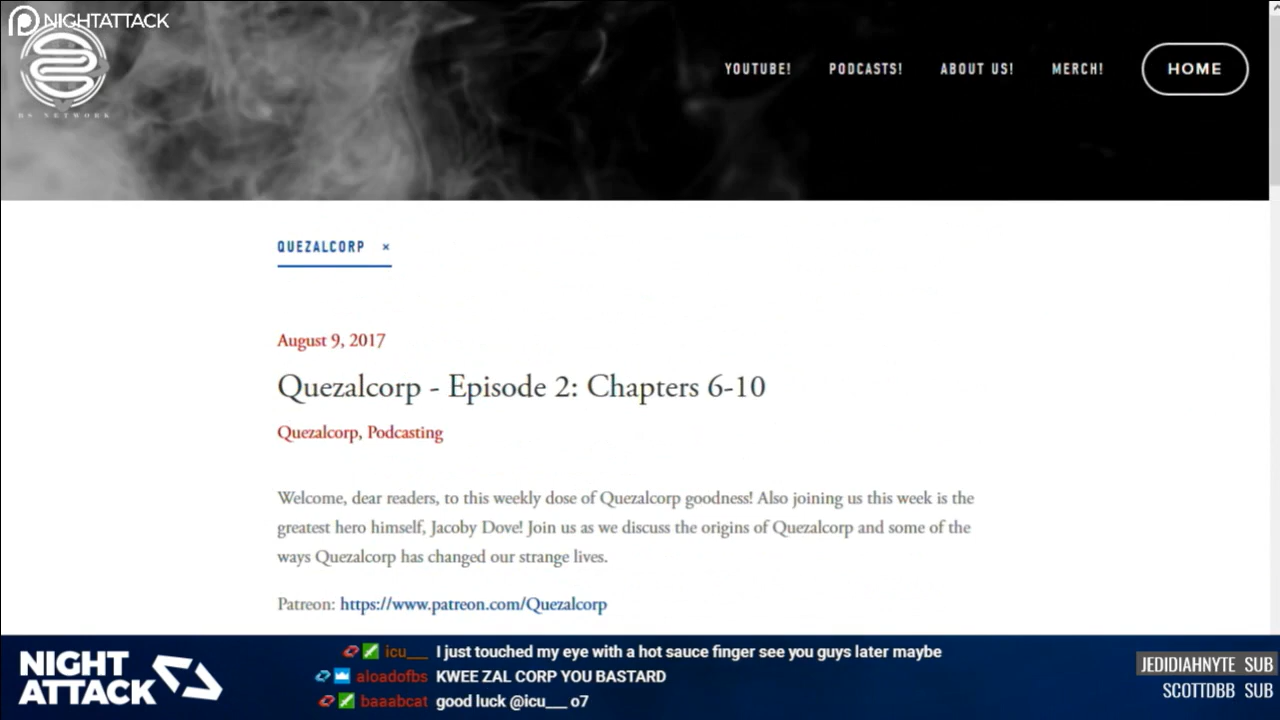 NIGHTATTACK
BS NETWORK
YOUTUBE! PODCASTS! ABOUT US! MERCH! HOME
QUEZALCORP ×
August 9, 2017
Quezalcorp - Episode 2: Chapters 6-10
Quezalcorp, Podcasting
Welcome, dear readers, to this weekly dose of Quezalcorp goodness! Also joining us this week is the
greatest hero himself, Jacoby Dove! Join us as we discuss the origins of Quezalcorp and some of the
ways Quezalcorp has changed our strange lives.
Patreon: https://www.patreon.com/Quezalcorp
NIGHT
ATTACK
icu___ I just touched my eye with a hot sauce finger see you guys later maybe
aloadofbs KWEE ZAL CORP YOU BASTARD
baaabcat good luck @icu___ o7
JEDIDIAHNYTE SUB
SCOTTDBB SUB